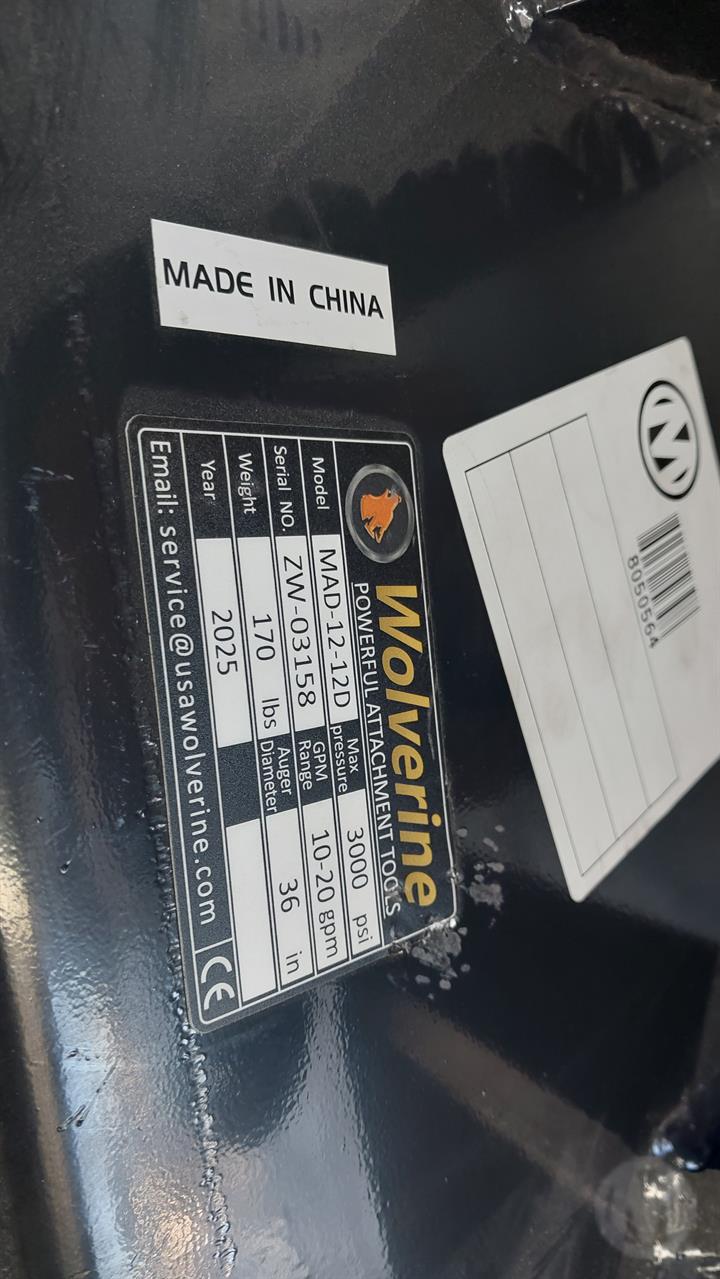 MADE IN CHINA
Wolverine
POWERFUL ATTACHMENT TOOLS
Model MAD-12-12D Max pressure 3000 psi
Serial NO. ZW-03158 GPM Range 10-20 gpm
Weight 170 lbs Auger Diameter 36 in
Year 2025
Email: service@usawolverine.com CE
M
8050564